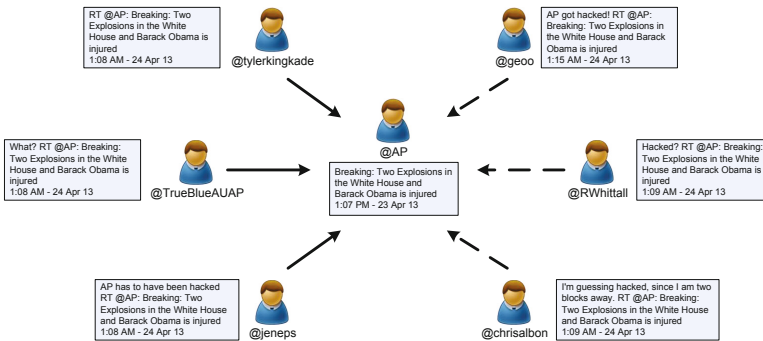 RT @AP: Breaking: Two
Explosions in the White
House and Barack Obama is
injured
1:08 AM - 24 Apr 13
@tylerkingkade
AP got hacked! RT @AP:
Breaking: Two Explosions in
the White House and Barack
Obama is injured
1:15 AM - 24 Apr 13
@geoo
@AP
Breaking: Two Explosions in
the White House and
Barack Obama is injured
1:07 PM - 23 Apr 13
What? RT @AP: Breaking:
Two Explosions in the White
House and Barack Obama is
injured
1:08 AM - 24 Apr 13
@TrueBlueAUAP
Hacked? RT @AP: Breaking:
Two Explosions in the White
House and Barack Obama is
injured
1:09 AM - 24 Apr 13
@RWhittall
AP has to have been hacked
RT @AP: Breaking: Two
Explosions in the White House
and Barack Obama is injured
1:08 AM - 24 Apr 13
@jeneps
I'm guessing hacked, since I am two
blocks away. RT @AP: Breaking:
Two Explosions in the White House
and Barack Obama is injured
1:09 AM - 24 Apr 13
@chrisalbon